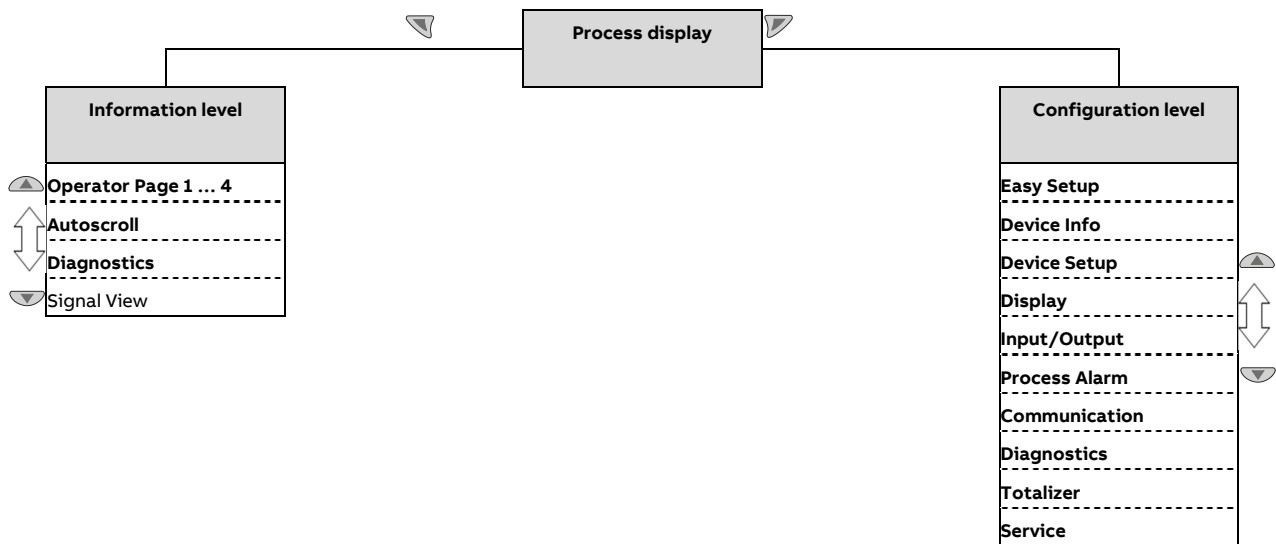 Process display
Information level
Operator Page 1 ... 4
Autoscroll
Diagnostics
Signal View
Configuration level
Easy Setup
Device Info
Device Setup
Display
Input/Output
Process Alarm
Communication
Diagnostics
Totalizer
Service